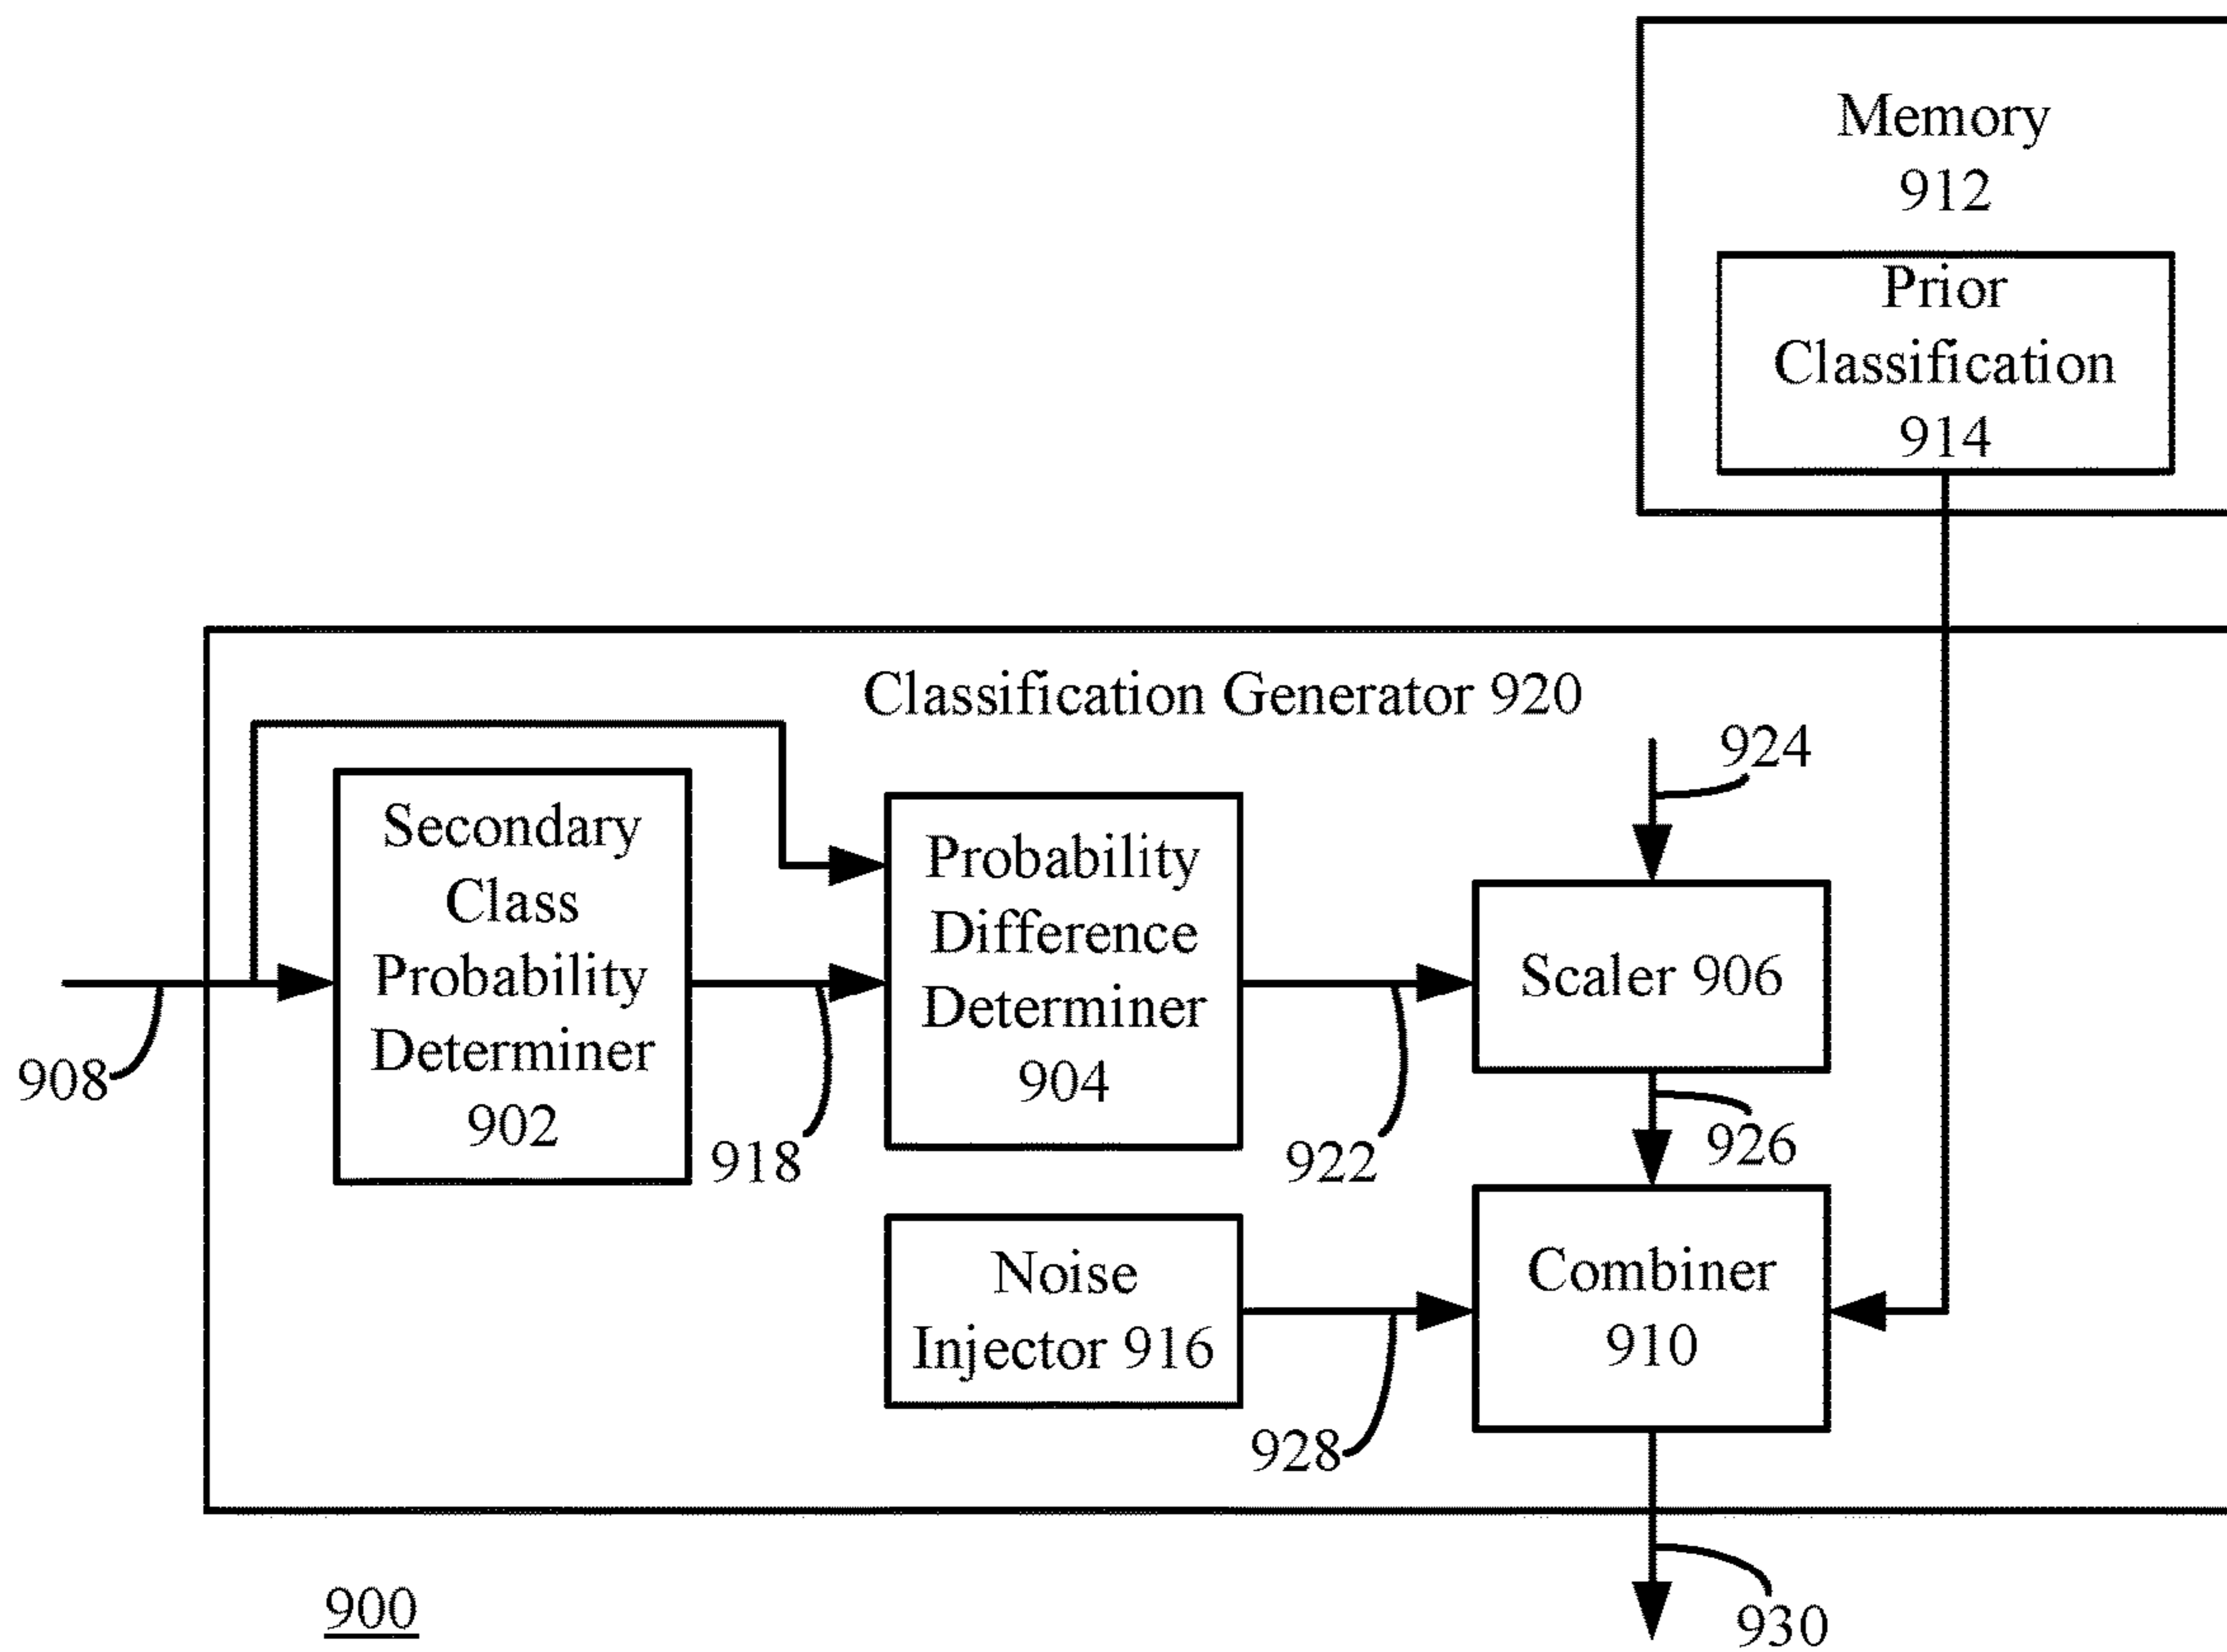 Memory
912
Prior
Classification
914
Classification Generator 920
924
Secondary
Class
Probability
Determiner
902
Probability
Difference
Determiner
904
Scaler 906
908
918
922
926
Noise
Injector 916
Combiner
910
928
930
900